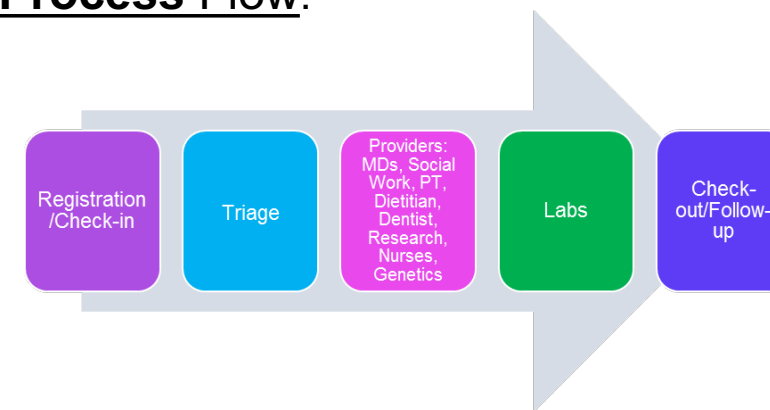 Process Flow:
Registration
/Check-in
Triage
Providers:
MDs, Social
Work, PT,
Dietitian,
Dentist,
Research,
Nurses,
Genetics
Labs
Check-
out/Follow-
up